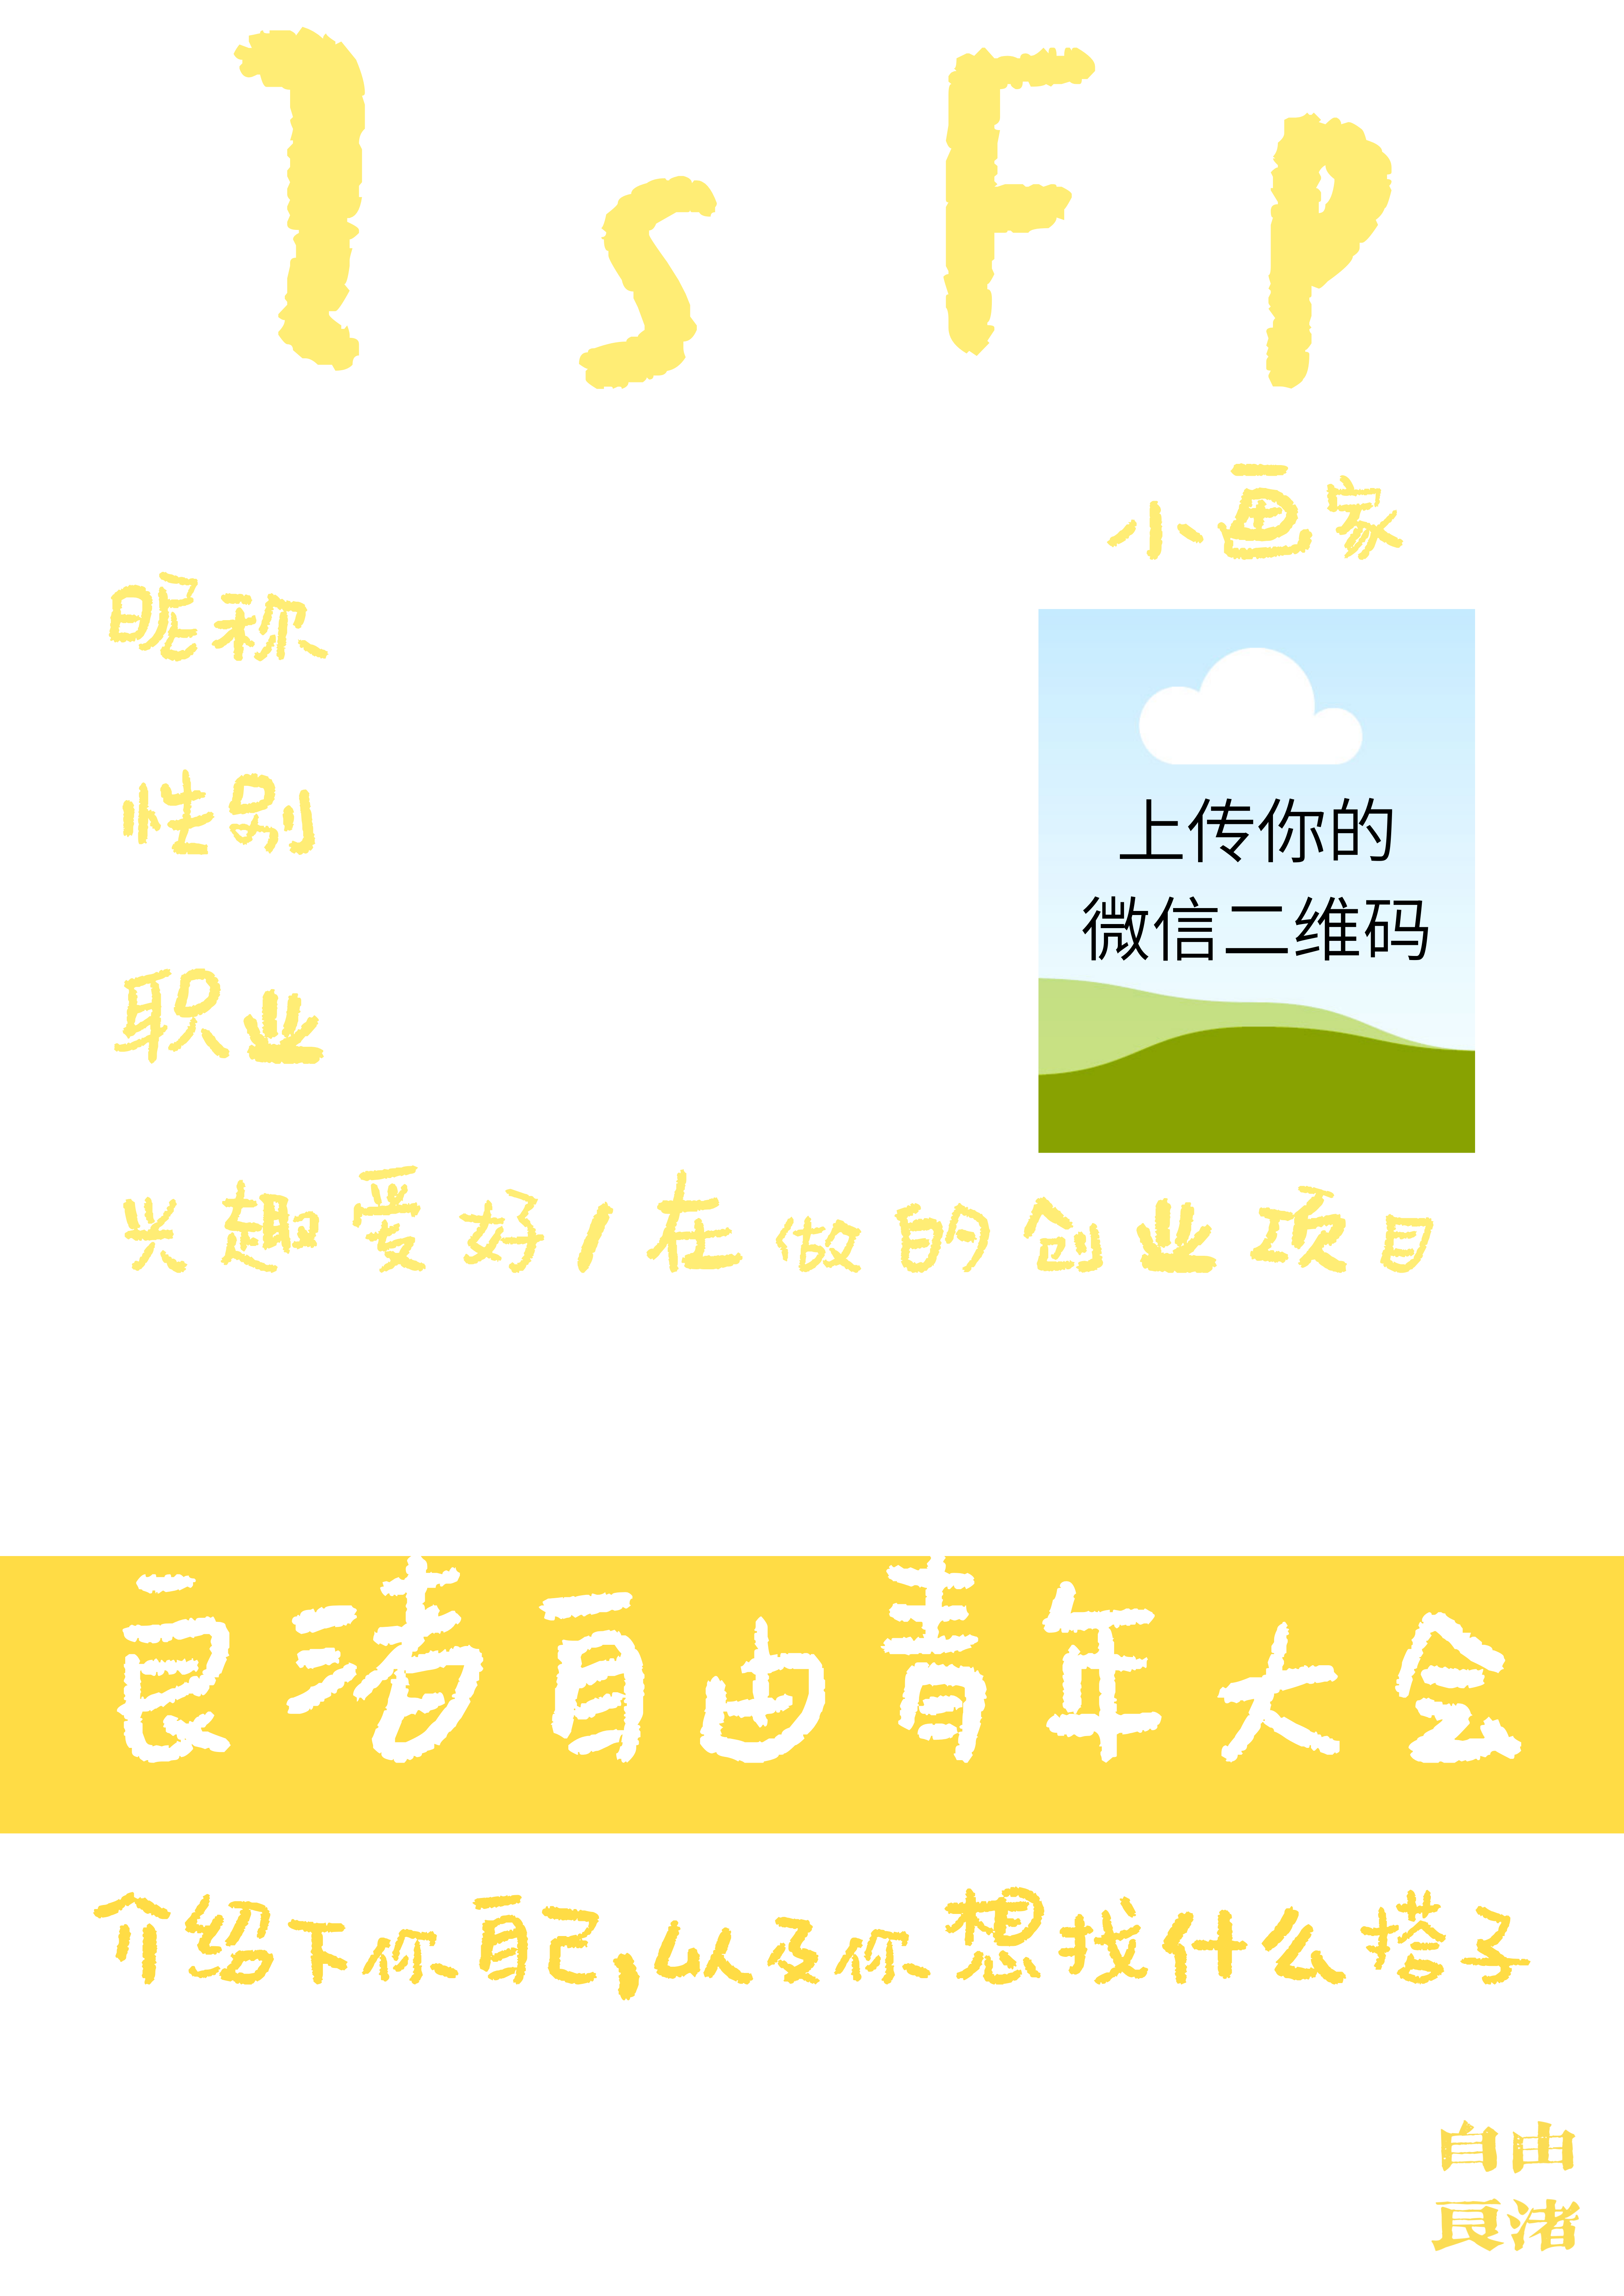 IsFP
小画家
昵称
性别
上传你的
微信二维码
职业
兴趣爱好/在做的创业项目
良渚自由青年大会
介绍下你自己,以及你想找什么搭子
自由
良渚